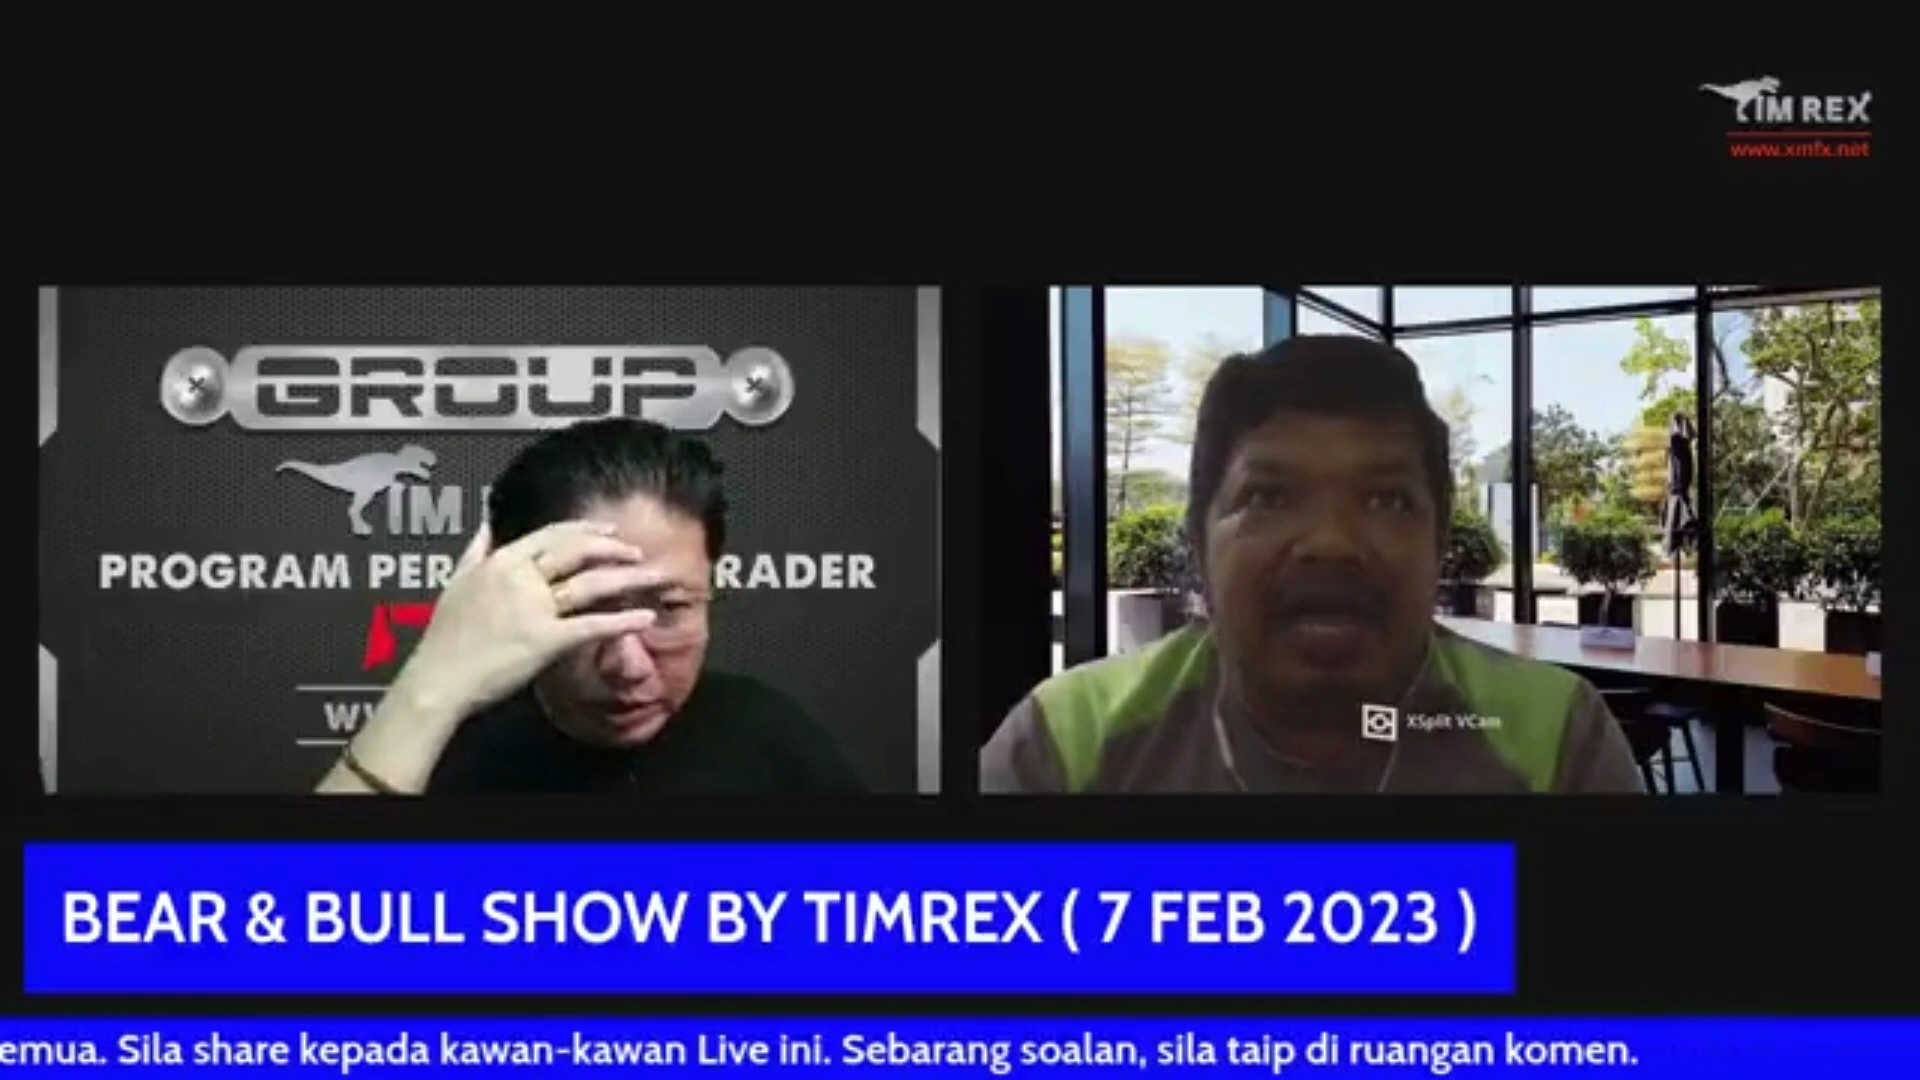 TIM REX
www.xmfx.net
GROUP
TIM
PROGRAM PER RADER
XSplit VCam
BEAR & BULL SHOW BY TIMREX ( 7 FEB 2023 )
emua. Sila share kepada kawan-kawan Live ini. Sebarang soalan, sila taip di ruangan komen.